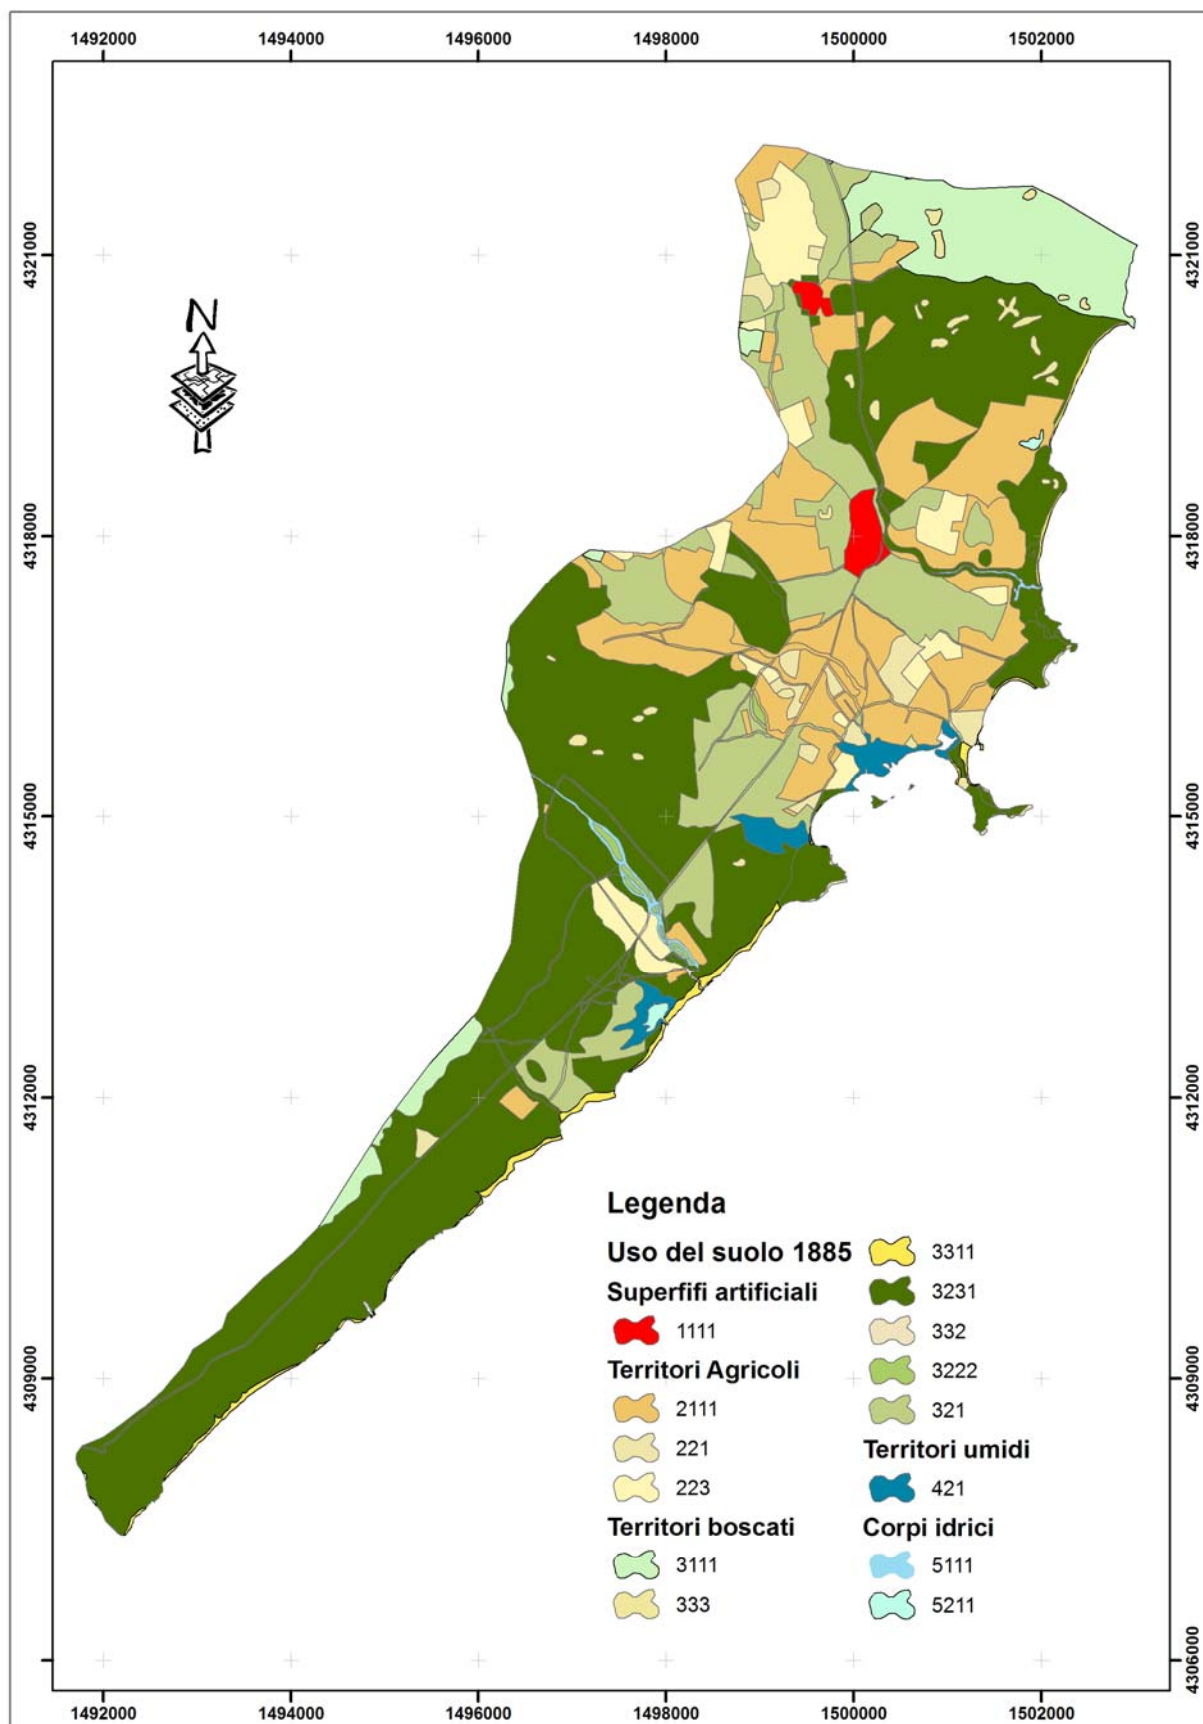 1492000 1494000 1496000 1498000 1500000 1502000
4321000 4321000
N
4318000 4318000
4315000 4315000
4312000 4312000
Legenda
Uso del suolo 1885
Superfifi artificiali
1111
Territori Agricoli
2111
221
223
Territori boscati
3111
333
3311
3231
332
3222
321
Territori umidi
421
Corpi idrici
5111
5211
4309000 4309000
4306000 4306000
1492000 1494000 1496000 1498000 1500000 1502000